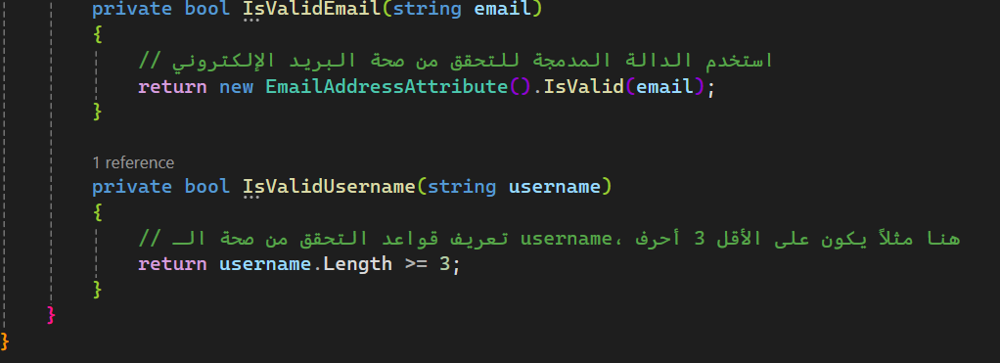 private bool IsValidEmail(string email)
{
// استخدم الدالة المدمجة للتحقق من صحة البريد الإلكتروني
return new EmailAddressAttribute().IsValid(email);
}
1 reference
private bool IsValidUsername(string username)
{
// تعريف قواعد التحقق من صحة الـ username، هنا مثلاً يكون على الأقل 3 أحرف
return username.Length >= 3;
}
}
}